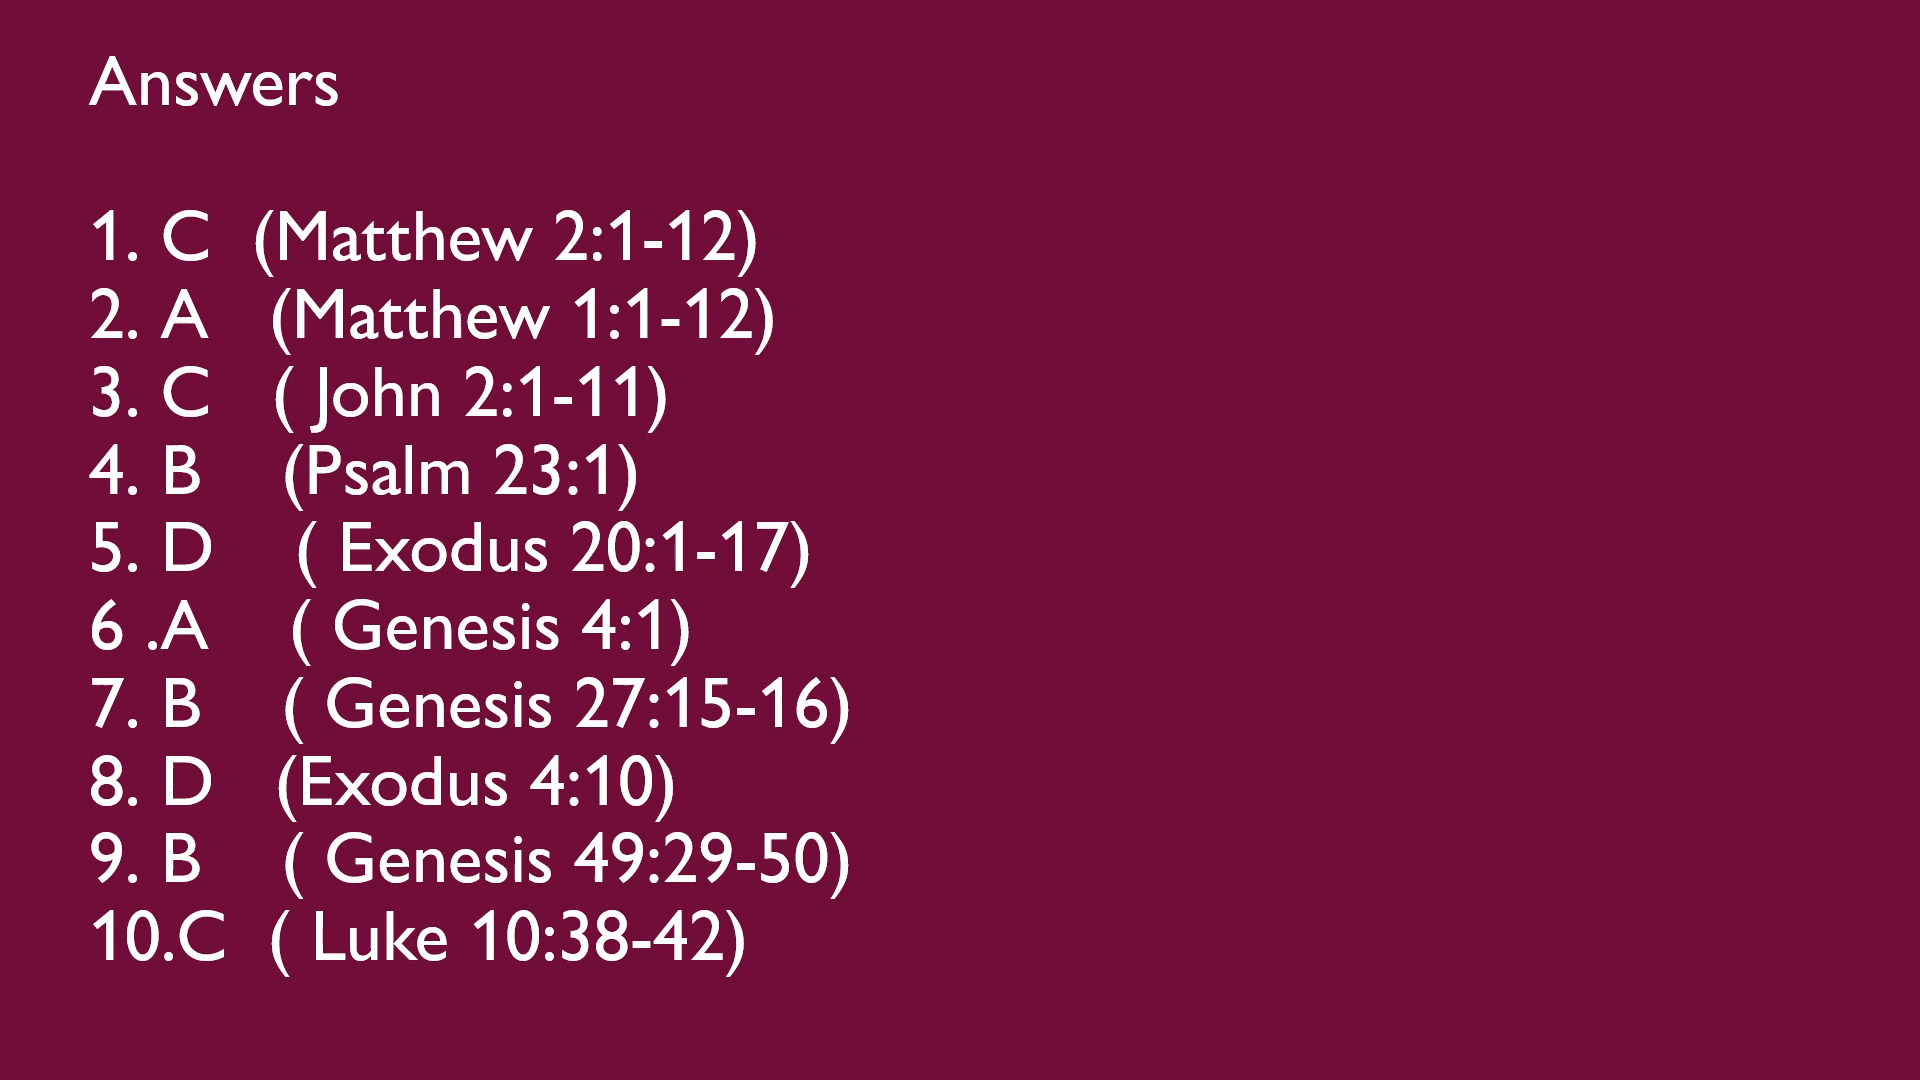 Answers
1. C (Matthew 2:1-12)
2. A (Matthew 1:1-12)
3. C ( John 2:1-11)
4. B (Psalm 23:1)
5. D ( Exodus 20:1-17)
6 .A ( Genesis 4:1)
7. B ( Genesis 27:15-16)
8. D (Exodus 4:10)
9. B ( Genesis 49:29-50)
10.C ( Luke 10:38-42)